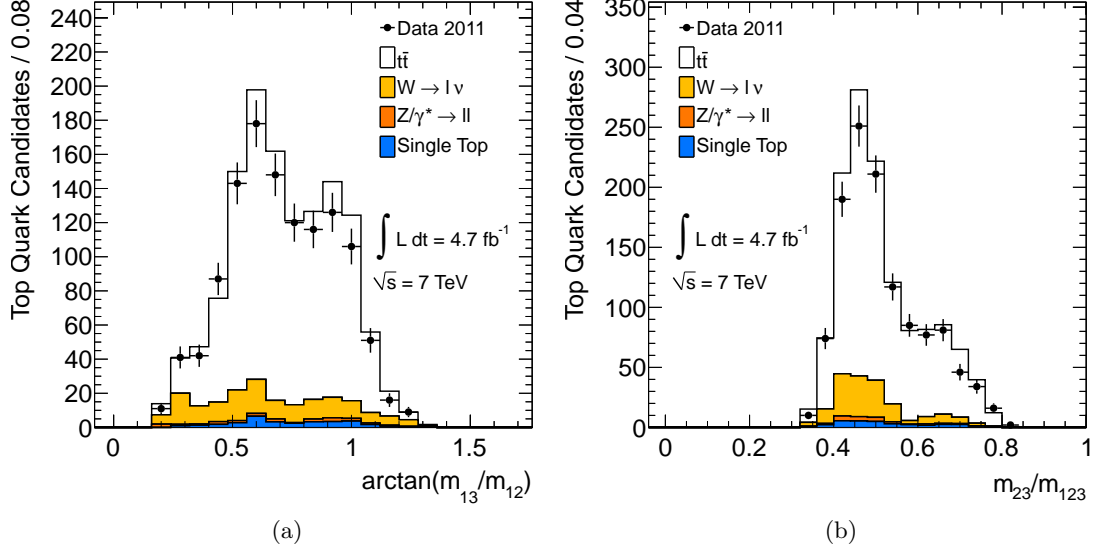 Top Quark Candidates / 0.08
240
220
200
180
160
140
120
100
80
60
40
20
0
0 0.5 1 1.5
arctan(m13/m12)
Data 2011
tt̄
W → l ν
Z/γ* → ll
Single Top
∫ L dt = 4.7 fb-1
√s = 7 TeV
(a)
Top Quark Candidates / 0.04
350
300
250
200
150
100
50
0
0 0.2 0.4 0.6 0.8 1
m23/m123
Data 2011
tt̄
W → l ν
Z/γ* → ll
Single Top
∫ L dt = 4.7 fb-1
√s = 7 TeV
(b)